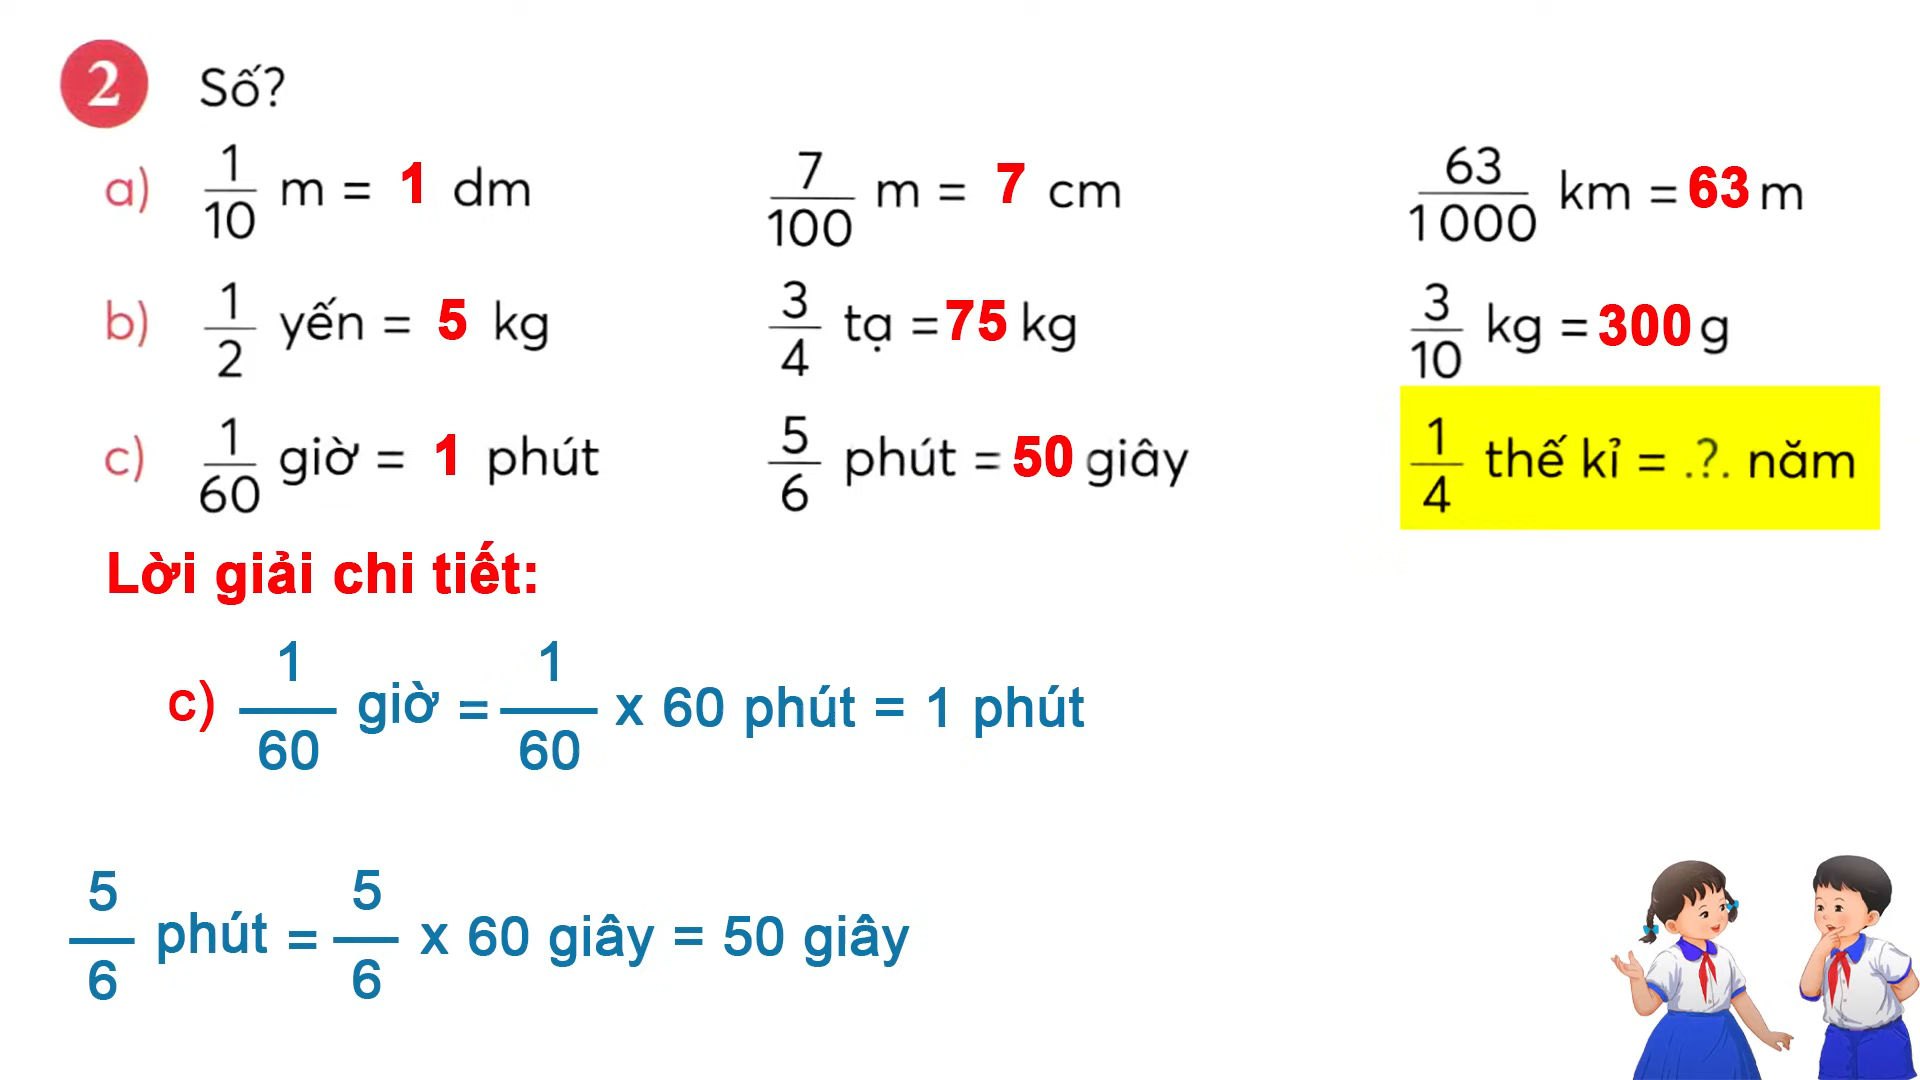 2 Số?
a) 1/10 m = 1 dm 7/100 m = 7 cm 63/1000 km = 63 m
b) 1/2 yến = 5 kg 3/4 tạ = 75 kg 3/10 kg = 300 g
c) 1/60 giờ = 1 phút 5/6 phút = 50 giây 1/4 thế kỉ = .?. năm
Lời giải chi tiết:
c) 1/60 giờ = 1/60 x 60 phút = 1 phút
5/6 phút = 5/6 x 60 giây = 50 giây